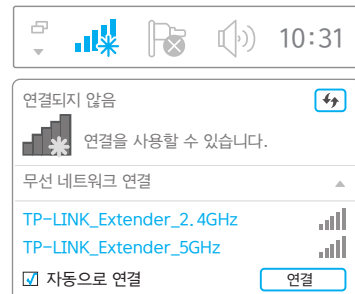 10:31
연결되지 않음
연결을 사용할 수 있습니다.
무선 네트워크 연결
TP-LINK_Extender_2.4GHz
TP-LINK_Extender_5GHz
자동으로 연결
연결